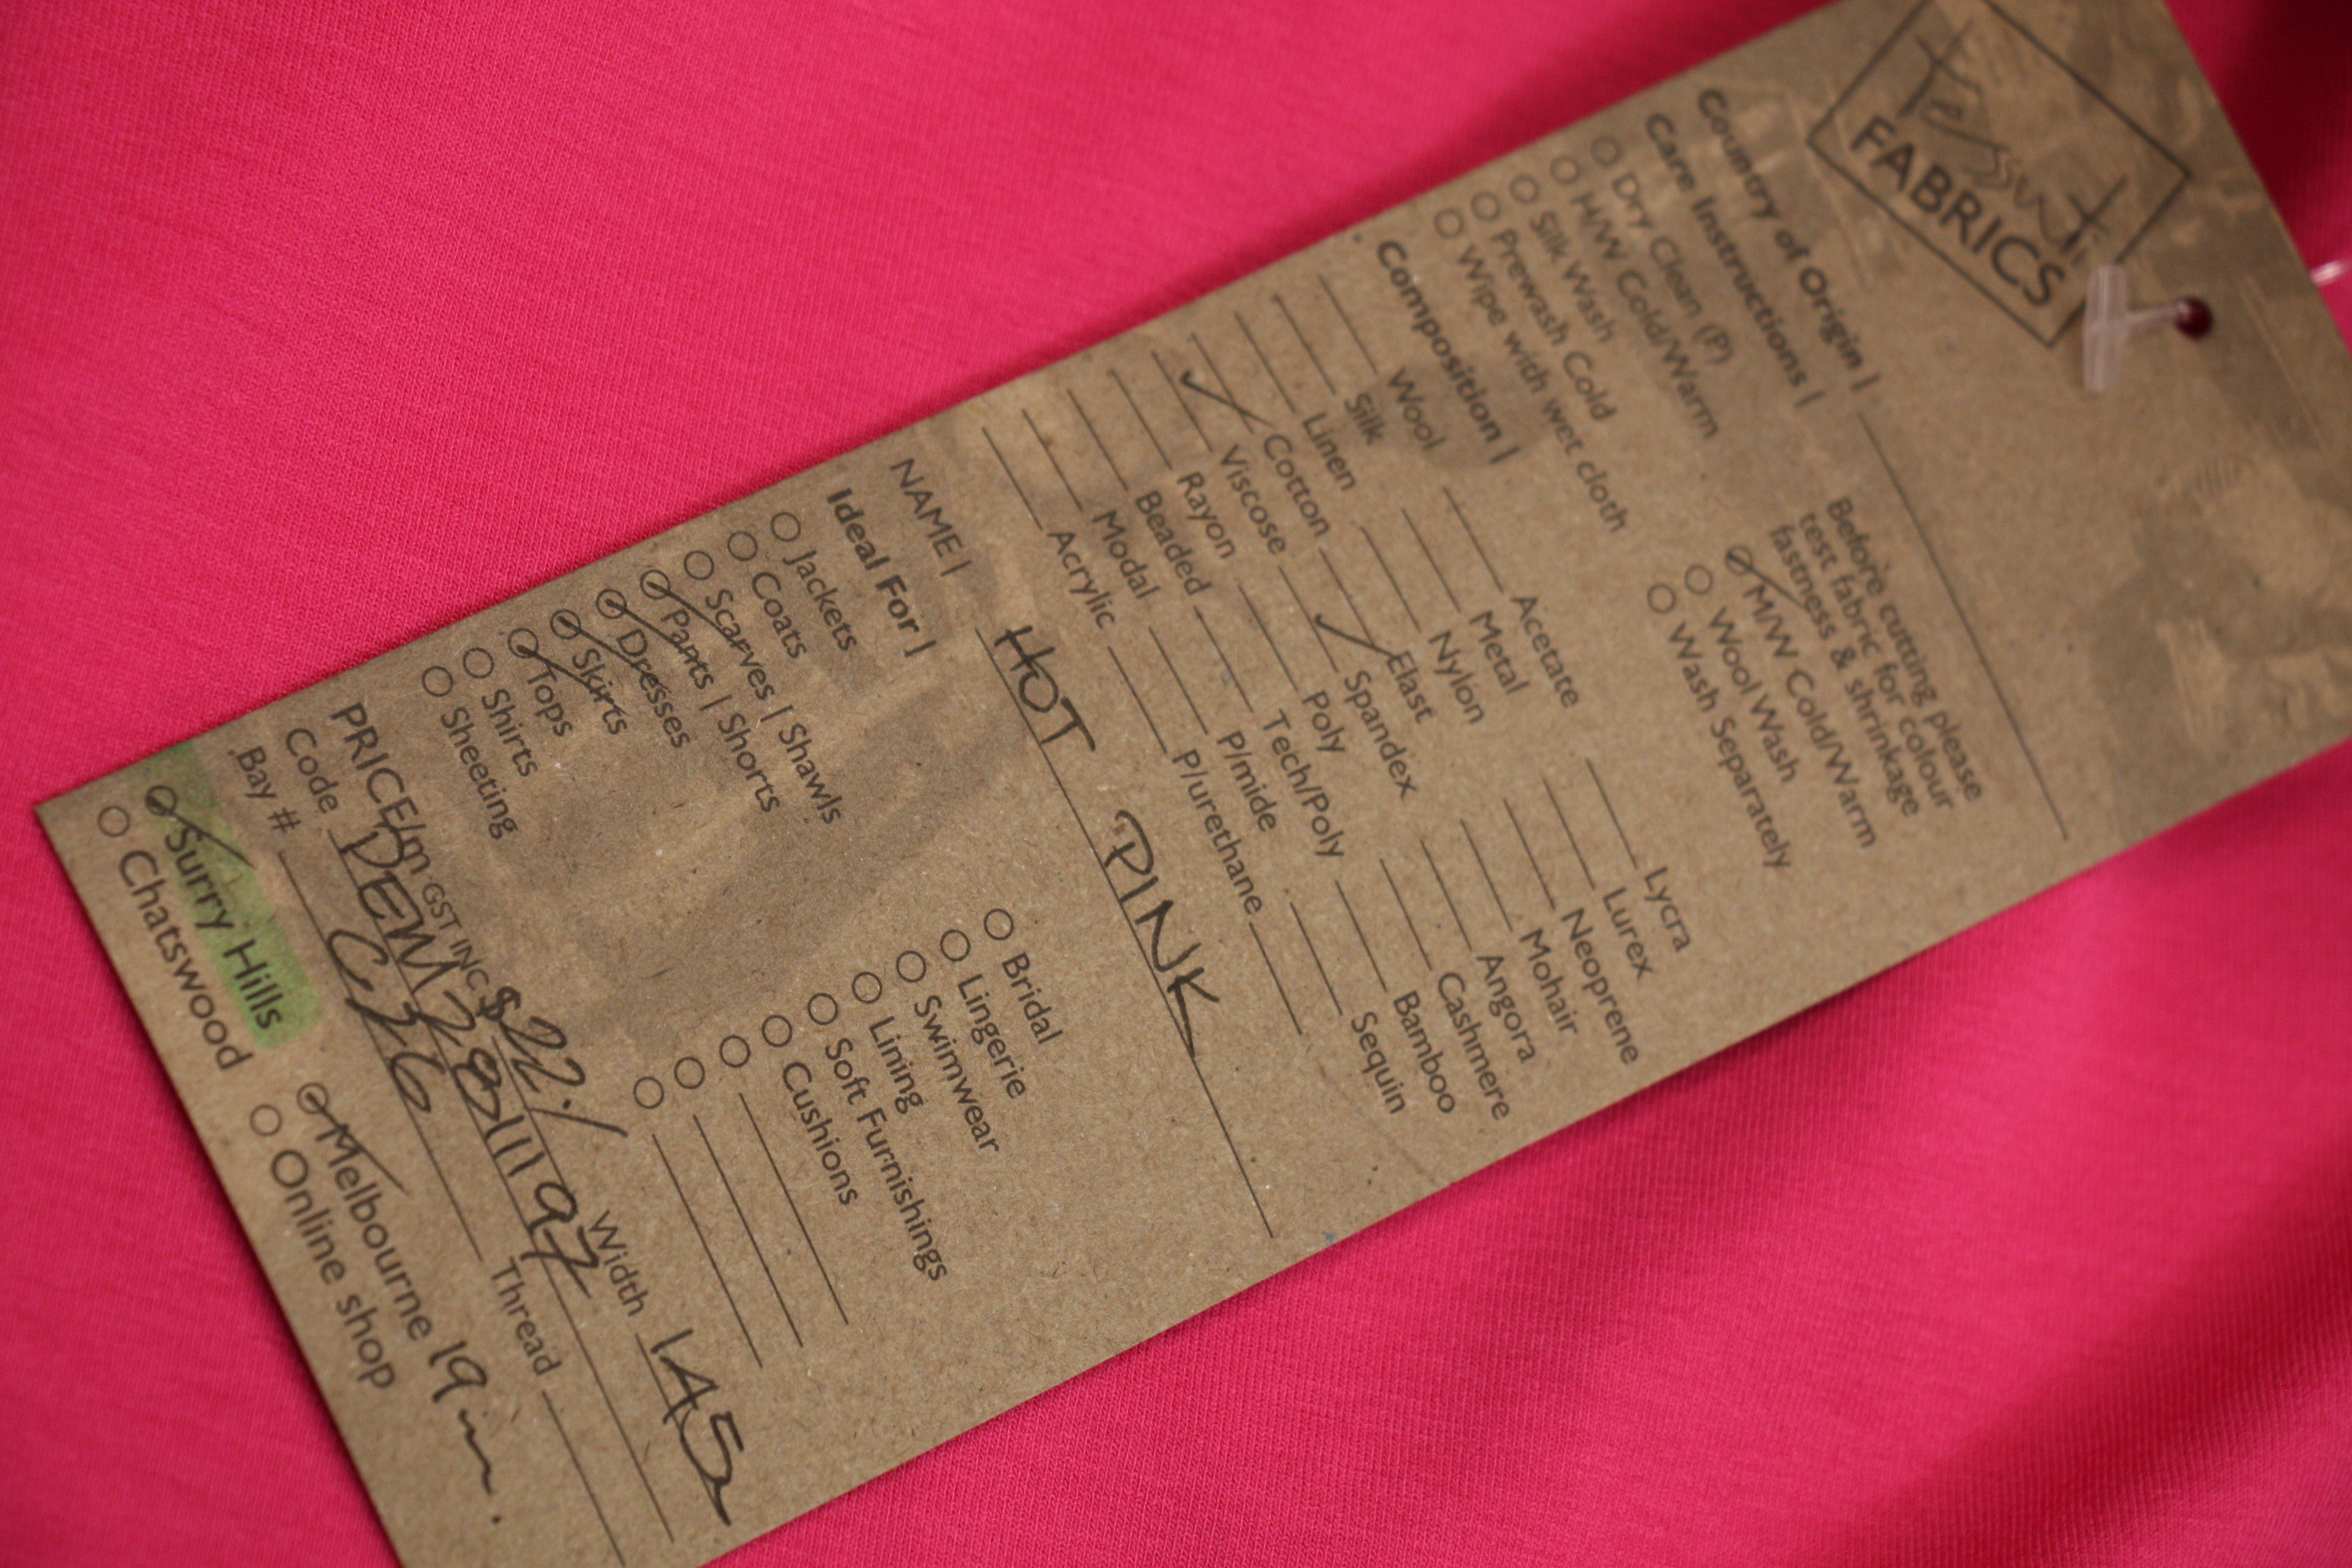 Tessuti
FABRICS
Country of Origin |
Care Instructions |
Dry Clean (P)
H/W Cold/Warm
Silk Wash
Prewash Cold
Wipe with wet cloth
Before cutting please
test fabric for colour
fastness & shrinkage
M/W Cold/Warm
Wool Wash
Wash Separately
Composition |
Wool Acetate Lycra
Silk Metal Lurex
Linen Nylon Neoprene
Cotton Elast Mohair
Viscose Spandex Angora
Rayon Poly Cashmere
Beaded Tech/Poly Bamboo
Modal P/mide Sequin
Acrylic P/urethane
NAME | HOT PINK
Ideal For |
Jackets Bridal
Coats Lingerie
Scarves | Shawls Swimwear
Pants | Shorts Lining
Dresses Soft Furnishings
Skirts Cushions
Tops
Shirts
Sheeting
PRICE/m GST INC $22 Width 145
Code
Bay # C26 Thread
Surry Hills Melbourne 19m.
Chatswood Online shop